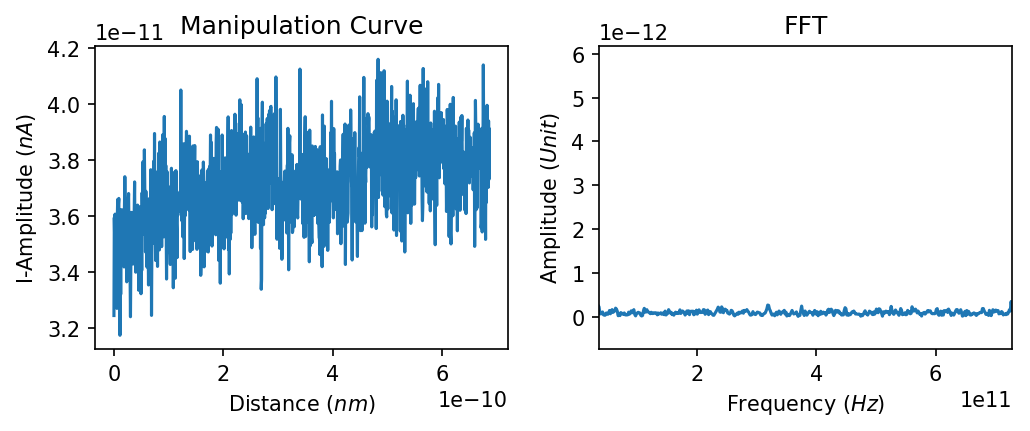 Manipulation Curve
1e−11
4.2
4.0
3.8
3.6
3.4
3.2
I-Amplitude (nA)
0 2 4 6
1e−10
Distance (nm)
FFT
1e−12
6
5
4
3
2
1
0
Amplitude (Unit)
2 4 6
1e11
Frequency (Hz)